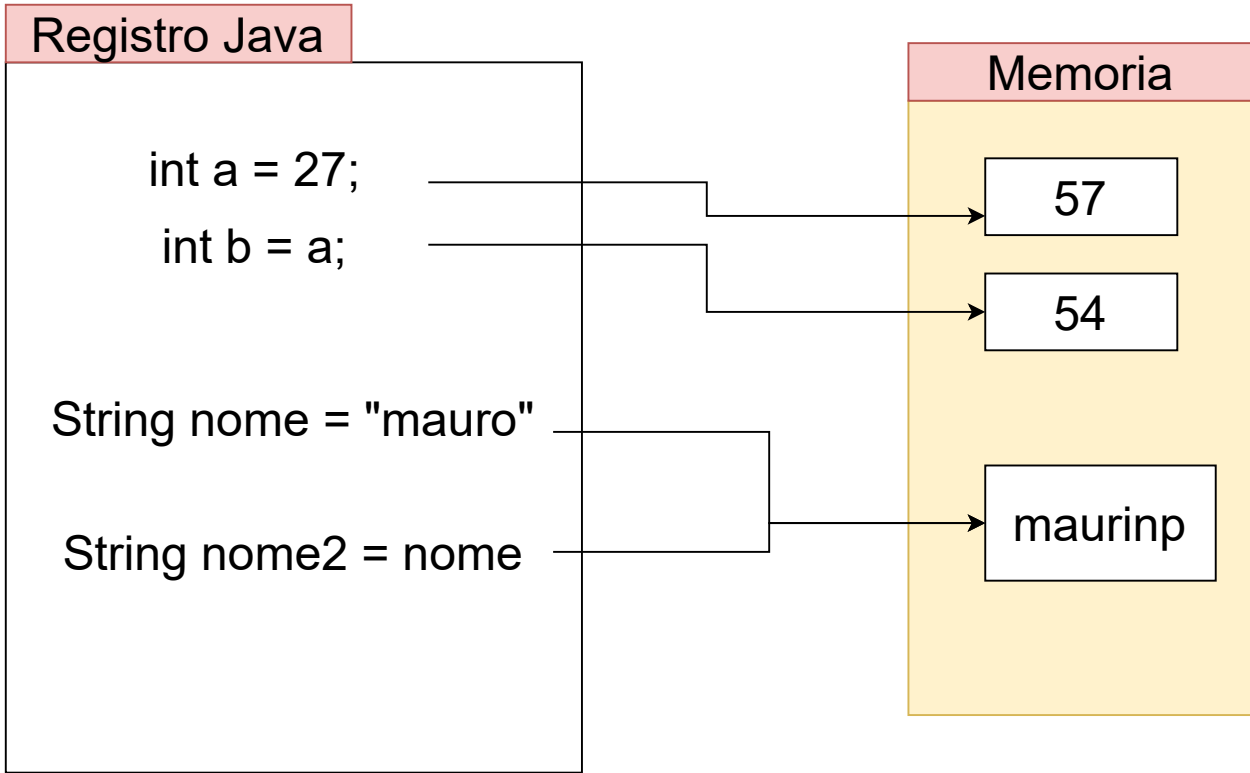 Registro Java
Memoria
int a = 27;
57
int b = a;
54
String nome = "mauro"
maurinp
String nome2 = nome